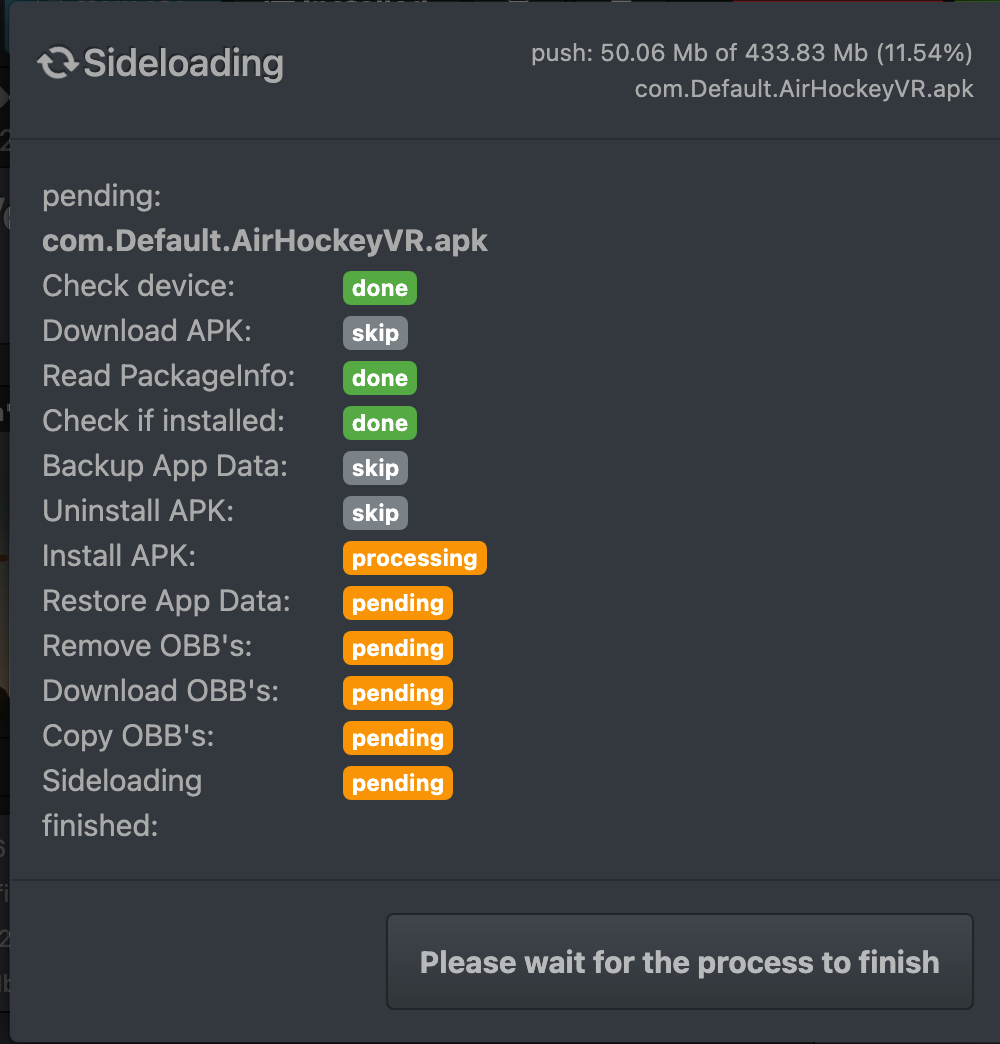 Sideloading
push: 50.06 Mb of 433.83 Mb (11.54%)
com.Default.AirHockeyVR.apk
pending:
com.Default.AirHockeyVR.apk
Check device: done
Download APK: skip
Read PackageInfo: done
Check if installed: done
Backup App Data: skip
Uninstall APK: skip
Install APK: processing
Restore App Data: pending
Remove OBB's: pending
Download OBB's: pending
Copy OBB's: pending
Sideloading pending
finished:
Please wait for the process to finish